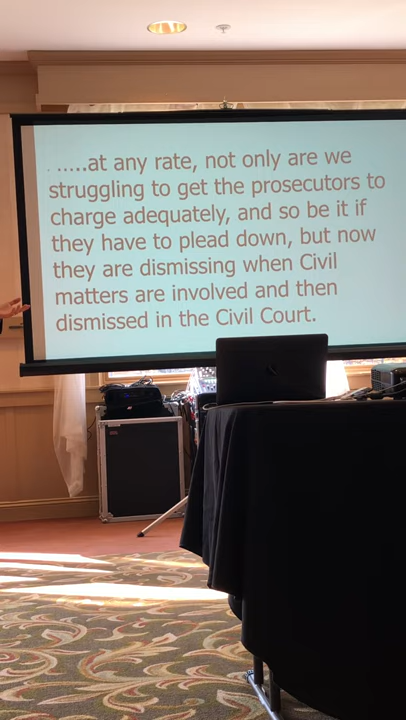 .....at any rate, not only are we
struggling to get the prosecutors to
charge adequately, and so be it if
they have to plead down, but now
they are dismissing when Civil
matters are involved and then
dismissed in the Civil Court.